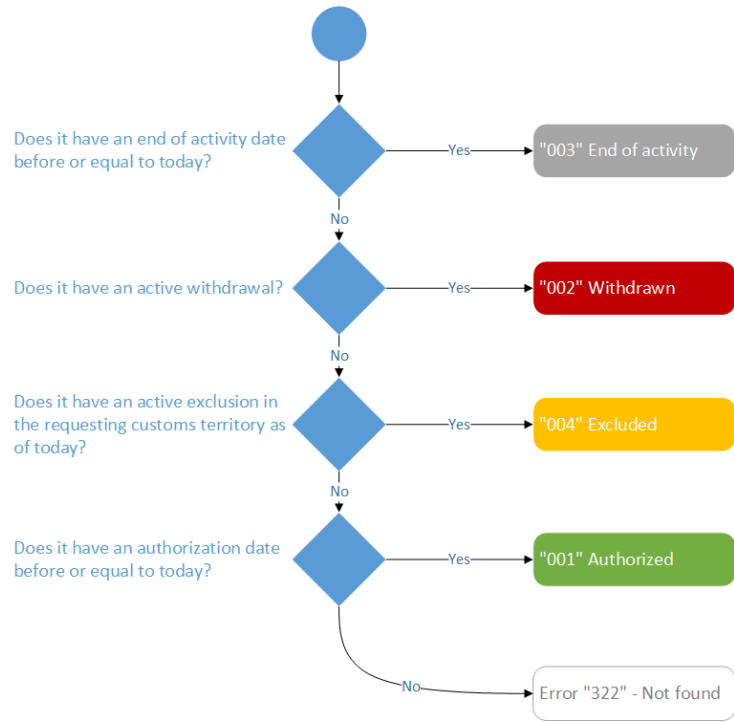 Does it have an end of activity date
before or equal to today?
Yes
"003" End of activity
No
Does it have an active withdrawal?
Yes
"002" Withdrawn
No
Does it have an active exclusion in
the requesting customs territory as
of today?
Yes
"004" Excluded
No
Does it have an authorization date
before or equal to today?
Yes
"001" Authorized
No
Error "322" - Not found